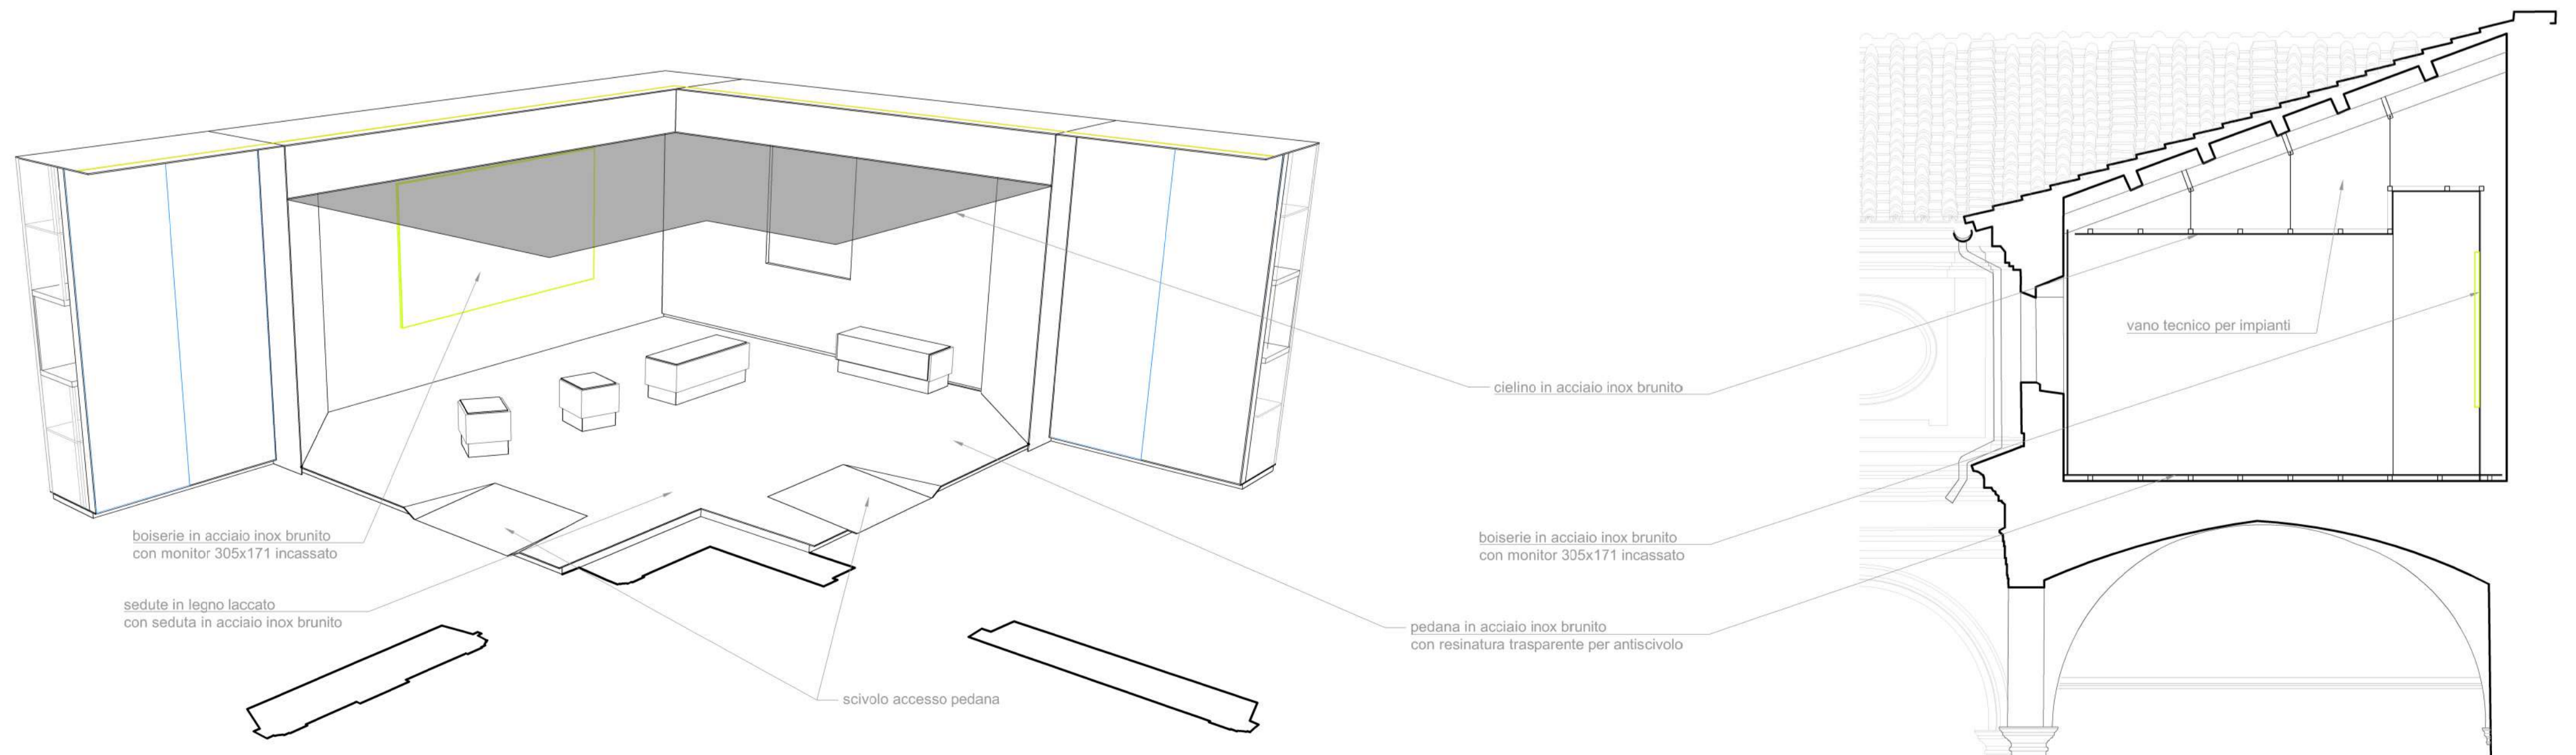 boiserie in acciaio inox brunito
con monitor 305x171 incassato
sedute in legno laccato
con seduta in acciaio inox brunito
scivolo accesso pedana
cielino in acciaio inox brunito
boiserie in acciaio inox brunito
con monitor 305x171 incassato
pedana in acciaio inox brunito
con resinatura trasparente per antiscivolo
vano tecnico per impianti